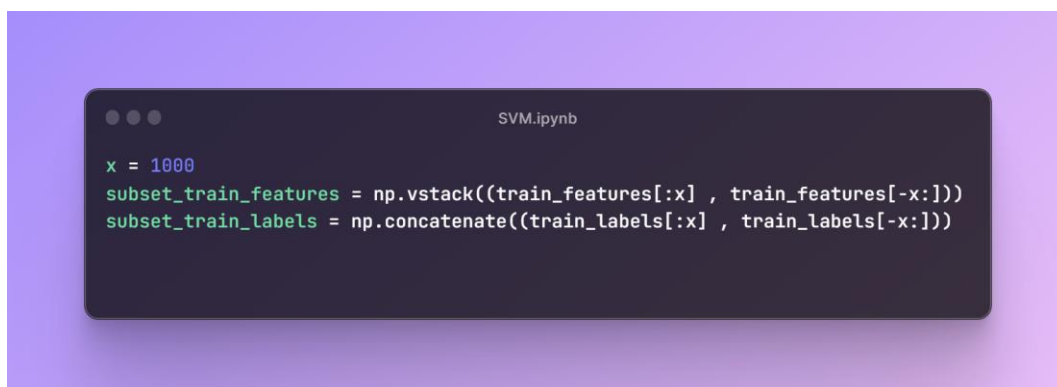 SVM.ipynb
x = 1000
subset_train_features = np.vstack((train_features[:x] , train_features[-x:]))
subset_train_labels = np.concatenate((train_labels[:x] , train_labels[-x:]))